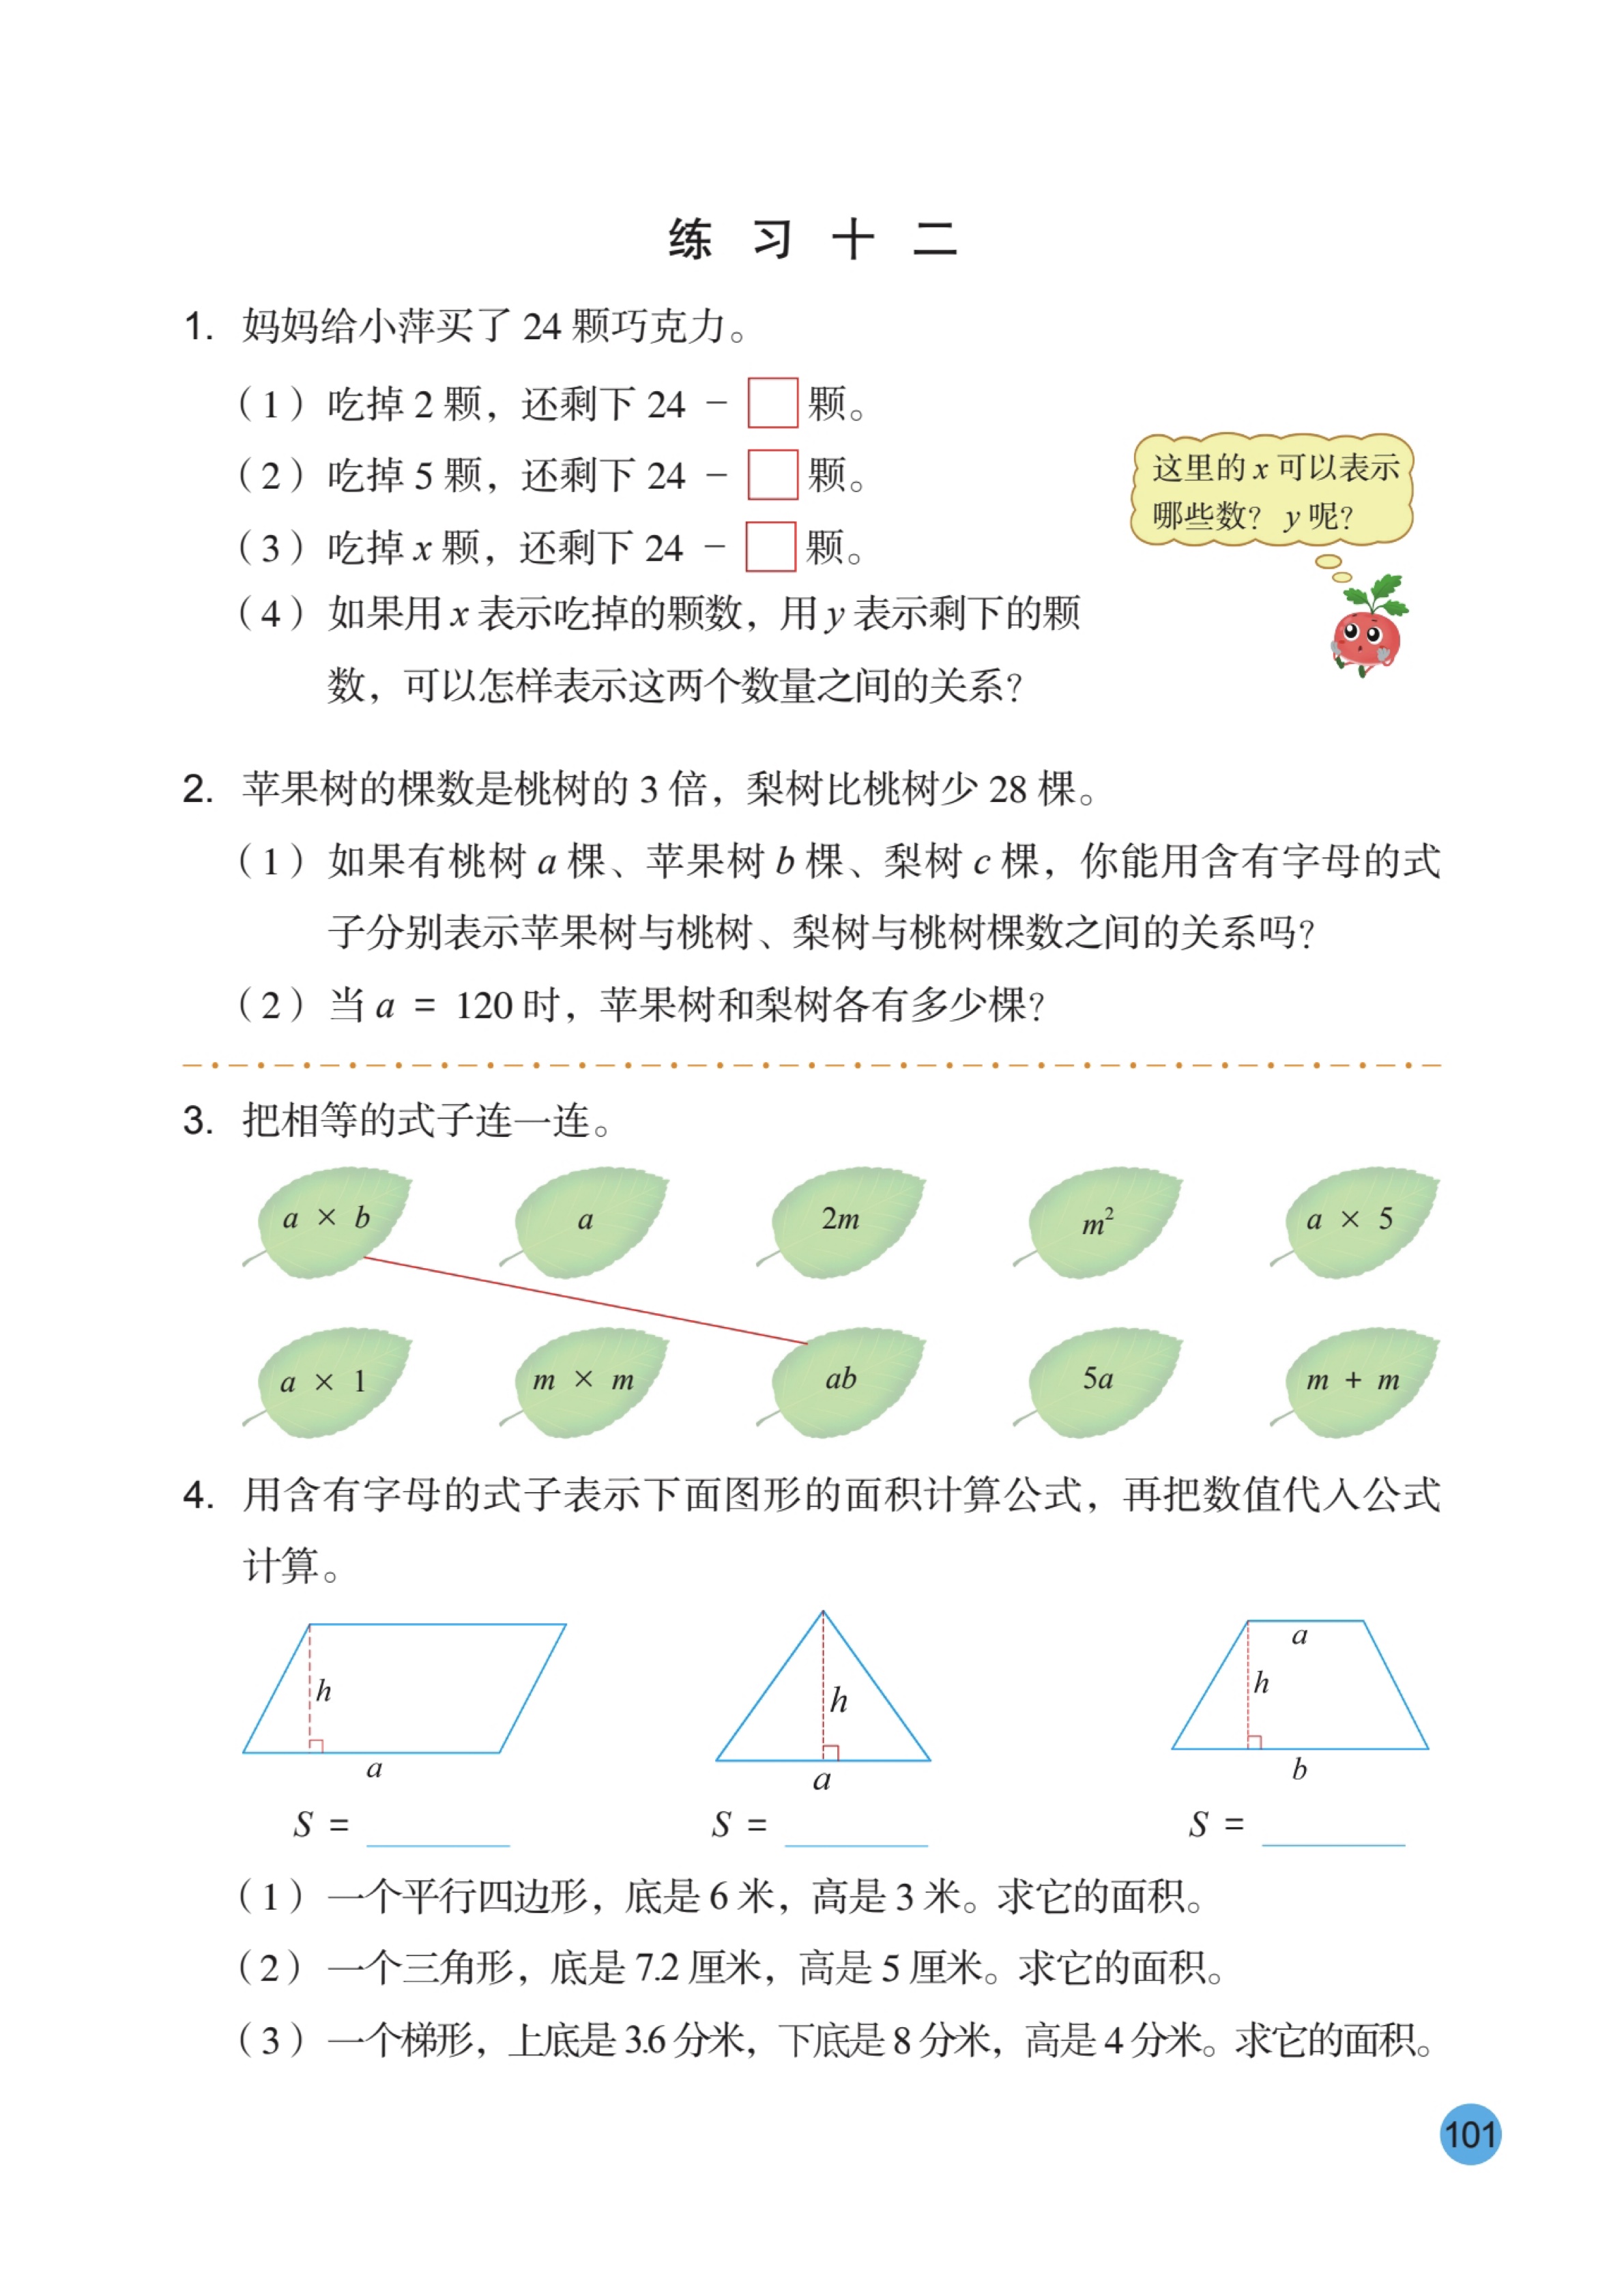 练习十二
1. 妈妈给小萍买了 24 颗巧克力。
（1）吃掉 2 颗，还剩下 24 － □ 颗。
（2）吃掉 5 颗，还剩下 24 － □ 颗。
（3）吃掉 x 颗，还剩下 24 － □ 颗。
这里的 x 可以表示
哪些数？ y 呢？
（4）如果用 x 表示吃掉的颗数，用 y 表示剩下的颗
数，可以怎样表示这两个数量之间的关系？
2. 苹果树的棵数是桃树的 3 倍，梨树比桃树少 28 棵。
（1）如果有桃树 a 棵、苹果树 b 棵、梨树 c 棵，你能用含有字母的式
子分别表示苹果树与桃树、梨树与桃树棵数之间的关系吗？
（2）当 a = 120 时，苹果树和梨树各有多少棵？
3. 把相等的式子连一连。
a × b a 2m m² a × 5
a × 1 m × m ab 5a m + m
4. 用含有字母的式子表示下面图形的面积计算公式，再把数值代入公式
计算。
h a
h a
a h b
S = S = S =
（1）一个平行四边形，底是 6 米，高是 3 米。求它的面积。
（2）一个三角形，底是 7.2 厘米，高是 5 厘米。求它的面积。
（3）一个梯形，上底是 3.6 分米，下底是 8 分米，高是 4 分米。求它的面积。
101